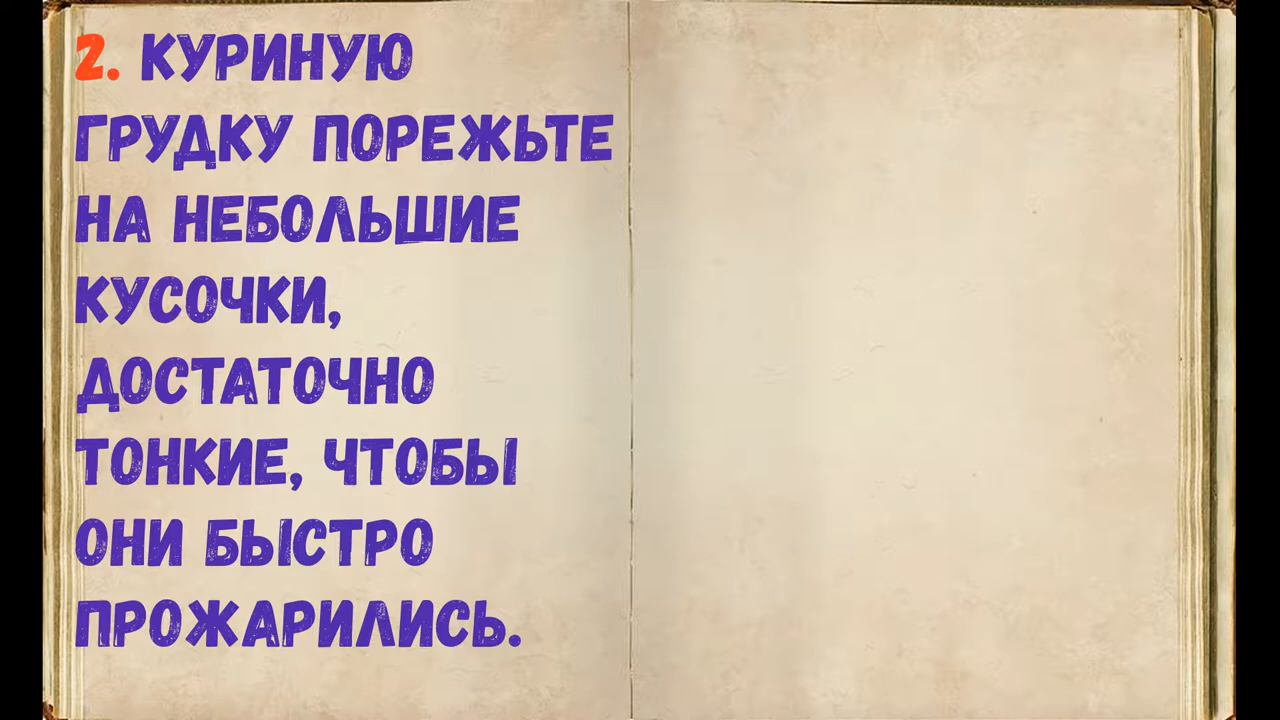 2. КУРИНУЮ
ГРУДКУ ПОРЕЖЬТЕ
НА НЕБОЛЬШИЕ
КУСОЧКИ,
ДОСТАТОЧНО
ТОНКИЕ, ЧТОБЫ
ОНИ БЫСТРО
ПРОЖАРИЛИСЬ.